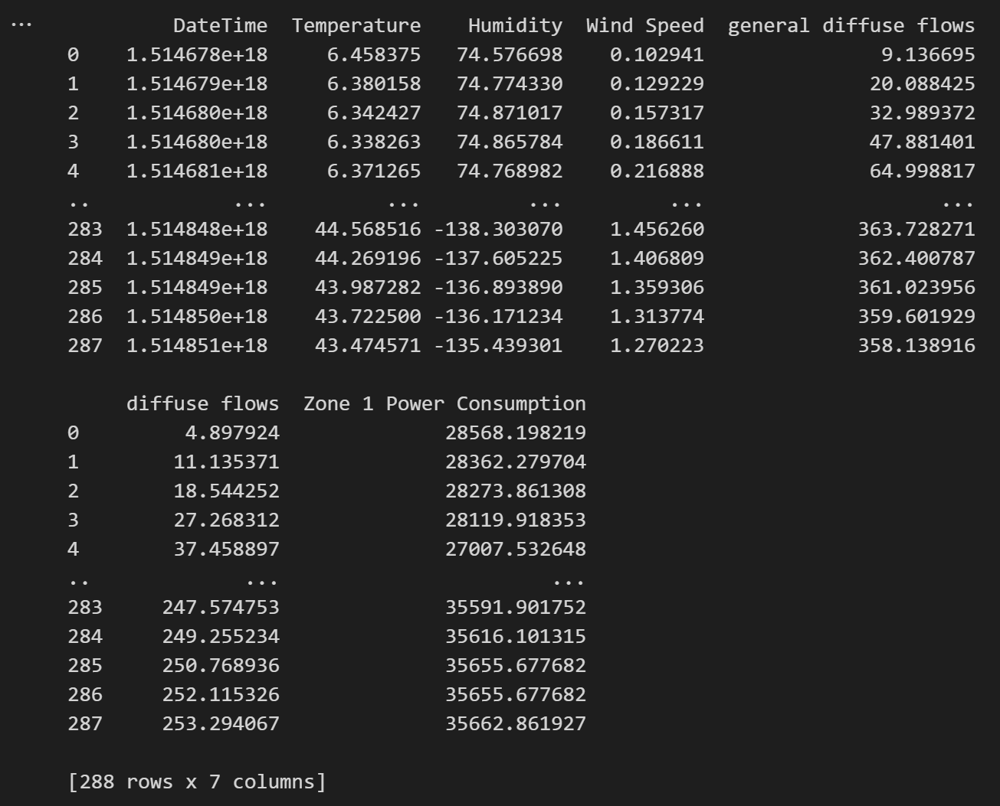 ...
DateTime Temperature Humidity Wind Speed general diffuse flows
0 1.514678e+18 6.458375 74.576698 0.102941 9.136695
1 1.514679e+18 6.380158 74.774330 0.129229 20.088425
2 1.514680e+18 6.342427 74.871017 0.157317 32.989372
3 1.514680e+18 6.338263 74.865784 0.186611 47.881401
4 1.514681e+18 6.371265 74.768982 0.216888 64.998817
.. ... ... ... ... ...
283 1.514848e+18 44.568516 -138.303070 1.456260 363.728271
284 1.514849e+18 44.269196 -137.605225 1.406809 362.400787
285 1.514849e+18 43.987282 -136.893890 1.359306 361.023956
286 1.514850e+18 43.722500 -136.171234 1.313774 359.601929
287 1.514851e+18 43.474571 -135.439301 1.270223 358.138916
diffuse flows Zone 1 Power Consumption
0 4.897924 28568.198219
1 11.135371 28362.279704
2 18.544252 28273.861308
3 27.268312 28119.918353
4 37.458897 27007.532648
.. ... ...
283 247.574753 35591.901752
284 249.255234 35616.101315
285 250.768936 35655.677682
286 252.115326 35655.677682
287 253.294067 35662.861927
[288 rows x 7 columns]